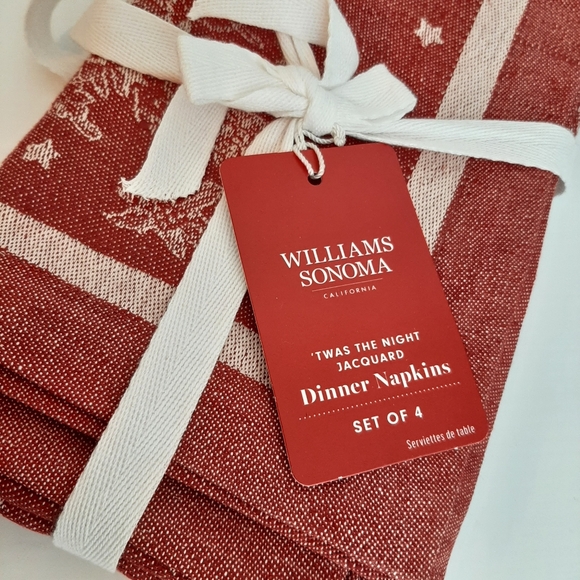 WILLIAMS
SONOMA
CALIFORNIA
'TWAS THE NIGHT
JACQUARD
Dinner Napkins
SET OF 4
Serviettes de table